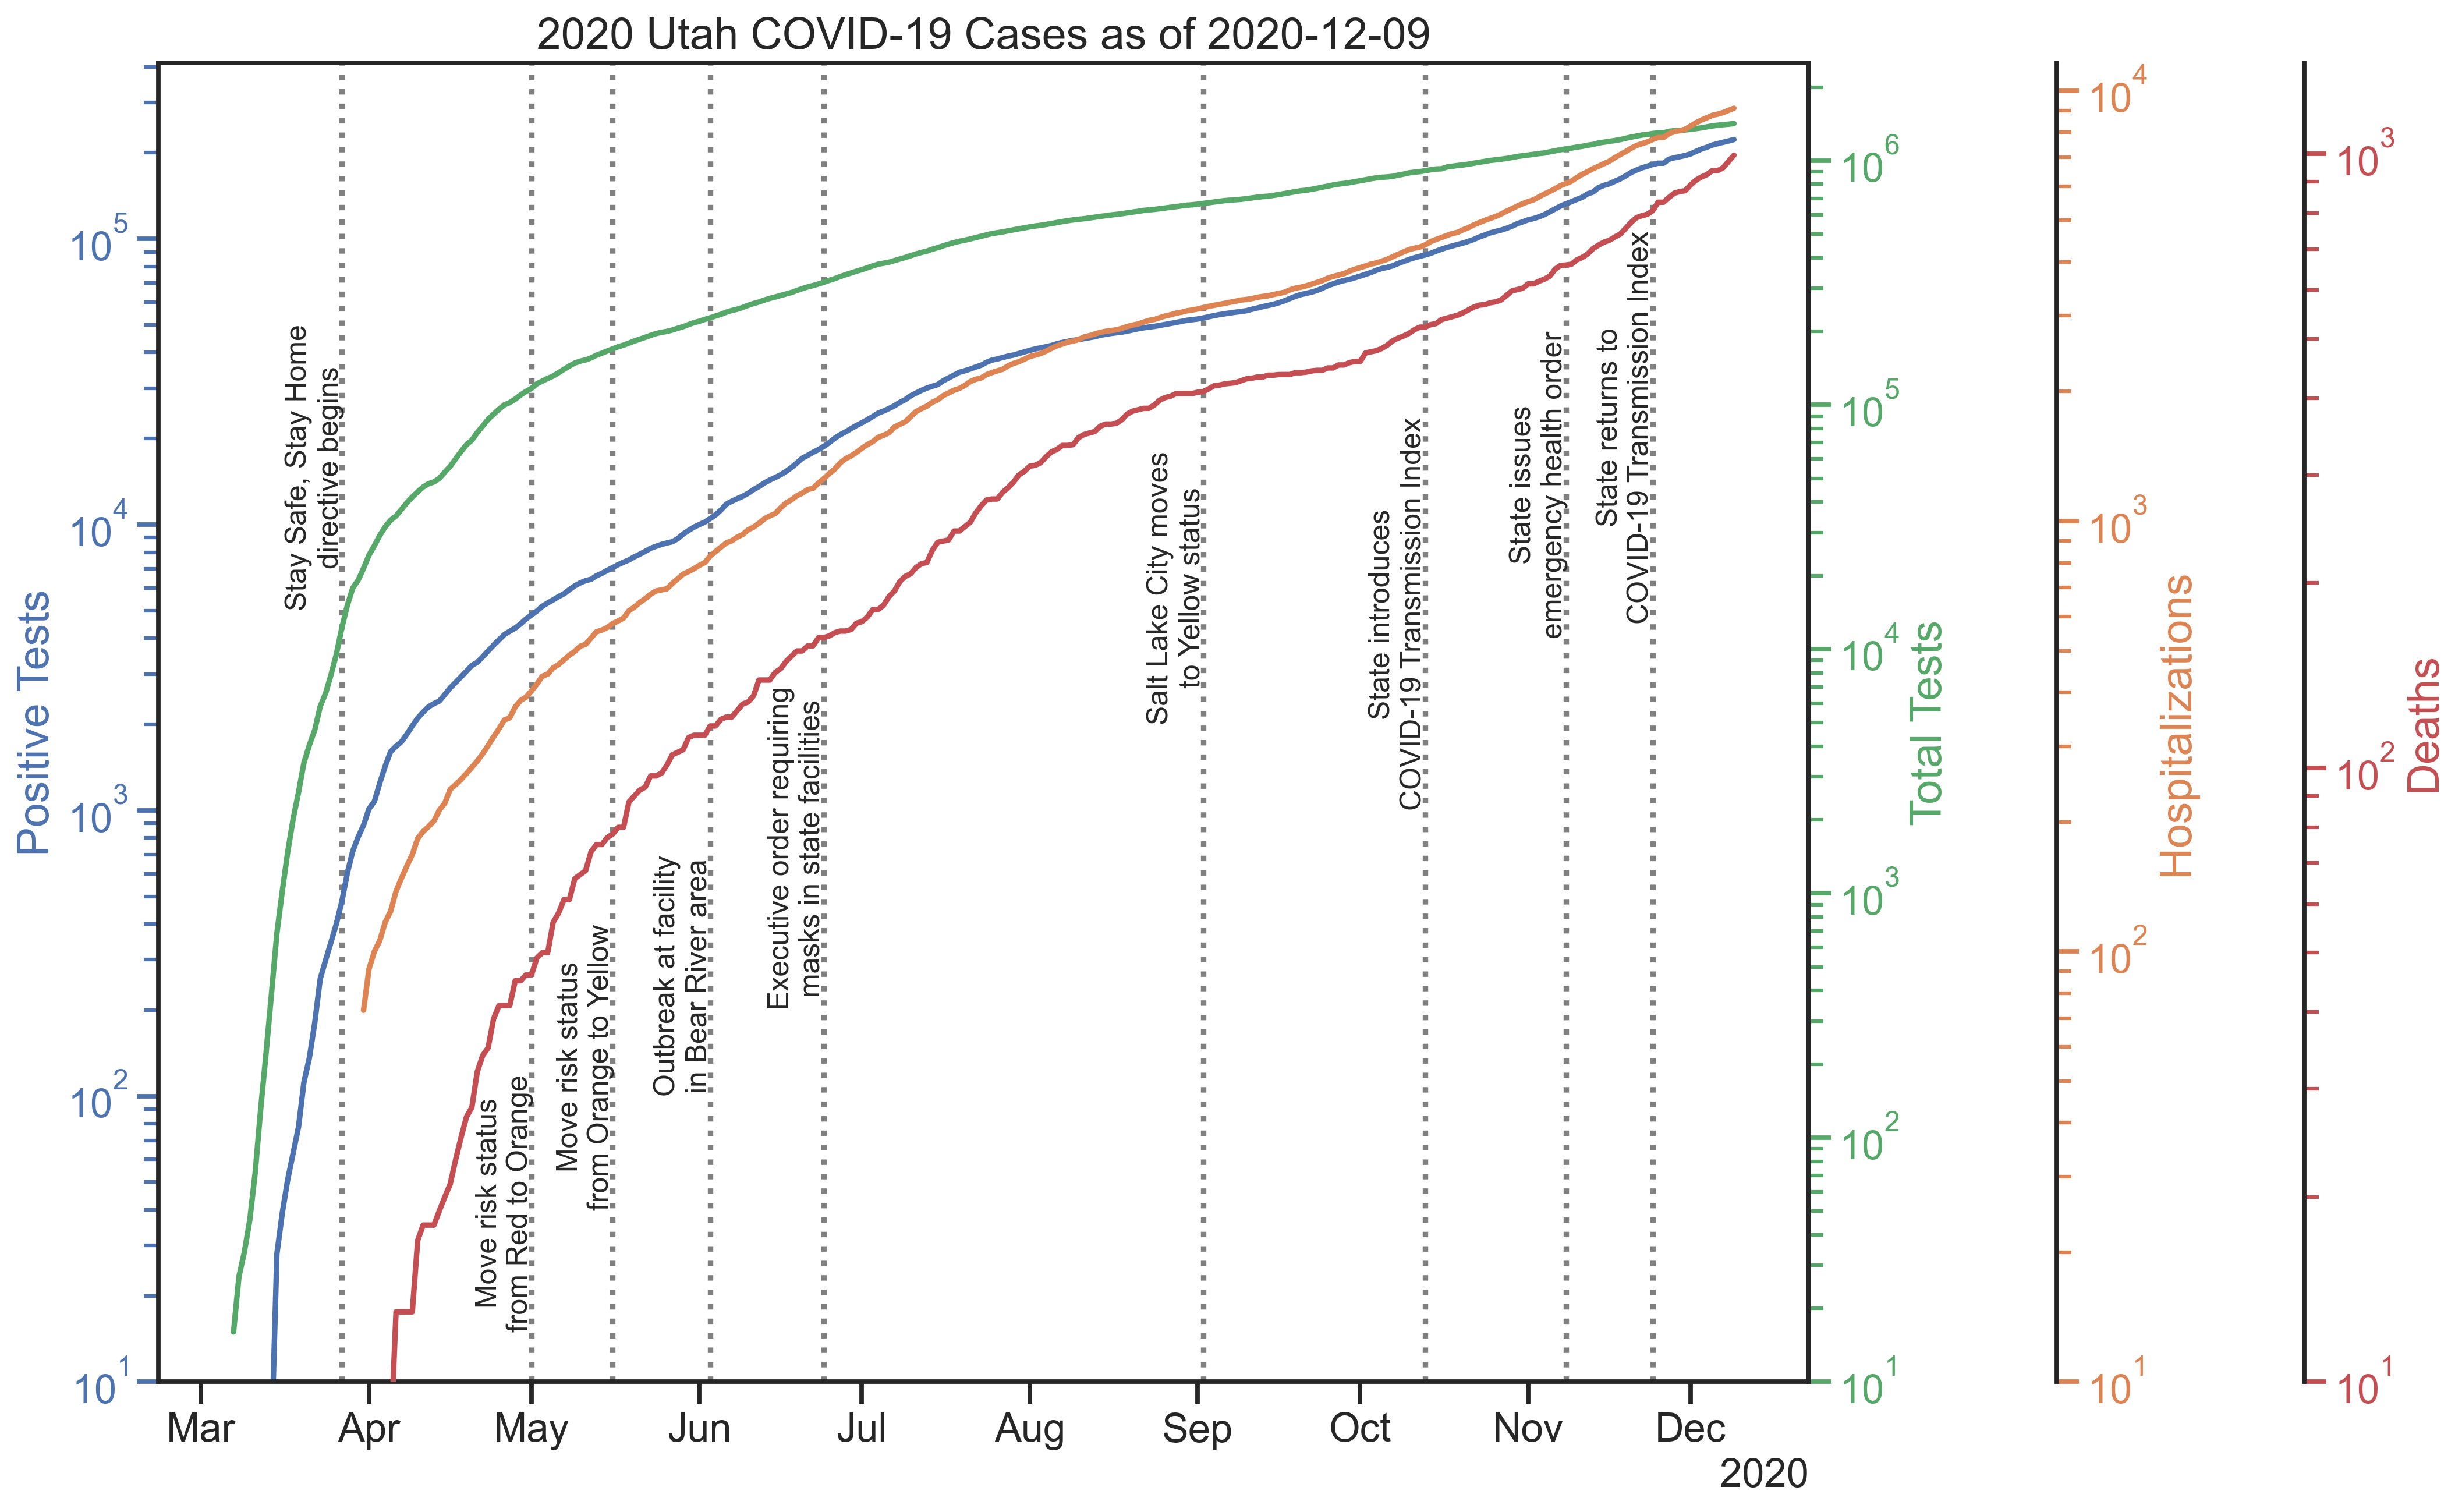 2020 Utah COVID-19 Cases as of 2020-12-09
Positive Tests
10^5
10^4
10^3
10^2
10^1
Stay Safe, Stay Home
directive begins
Move risk status
from Red to Orange
Move risk status
from Orange to Yellow
Outbreak at facility
in Bear River area
Executive order requiring
masks in state facilities
Salt Lake City moves
to Yellow status
State introduces
COVID-19 Transmission Index
State issues
emergency health order
State returns to
COVID-19 Transmission Index
10^6
10^5
10^4
10^3
10^2
10^1
Total Tests
10^4
10^3
10^2
10^1
Hospitalizations
10^3
10^2
10^1
Deaths
Mar Apr May Jun Jul Aug Sep Oct Nov Dec
2020